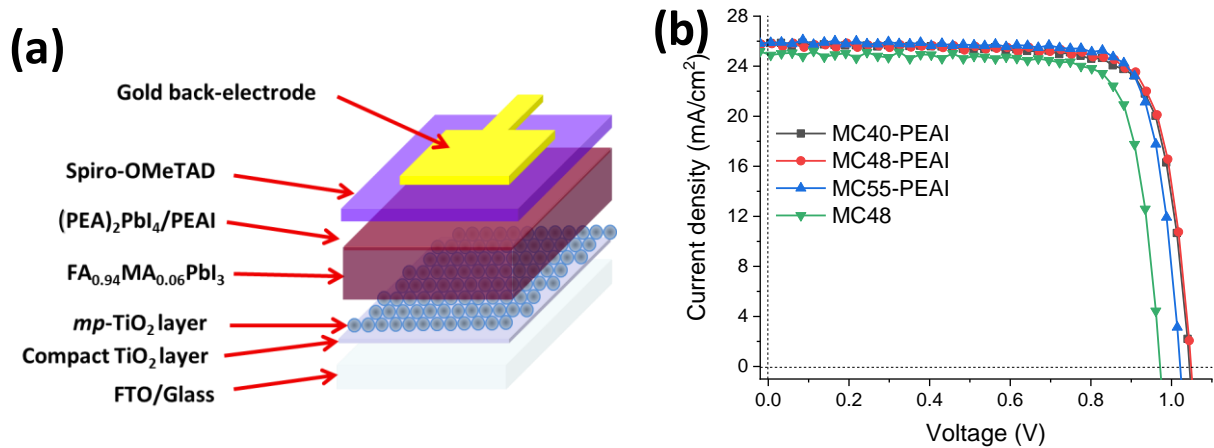 (a)
Gold back-electrode
Spiro-OMeTAD
(PEA)₂PbI₄/PEAI
FA₀.₉₄MA₀.₀₆PbI₃
mp-TiO₂ layer
Compact TiO₂ layer
FTO/Glass
(b)
28
24
20
16
12
8
4
0
Current density (mA/cm²)
MC40-PEAI
MC48-PEAI
MC55-PEAI
MC48
0.0 0.2 0.4 0.6 0.8 1.0
Voltage (V)